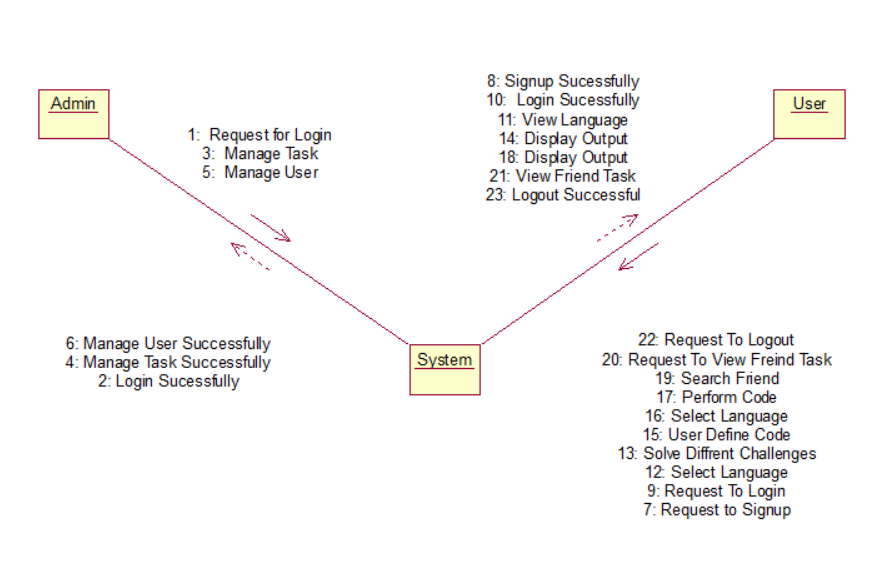 Admin
1: Request for Login
3: Manage Task
5: Manage User
8: Signup Sucessfully
10: Login Sucessfully
11: View Language
14: Display Output
18: Display Output
21: View Friend Task
23: Logout Successful
User
6: Manage User Successfully
4: Manage Task Successfully
2: Login Sucessfully
System
22: Request To Logout
20: Request To View Freind Task
19: Search Friend
17: Perform Code
16: Select Language
15: User Define Code
13: Solve Diffrent Challenges
12: Select Language
9: Request To Login
7: Request to Signup